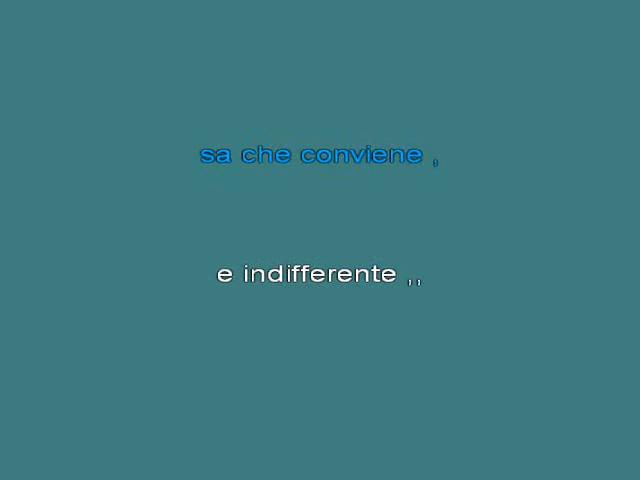 sa che conviene ,
e indifferente ,,